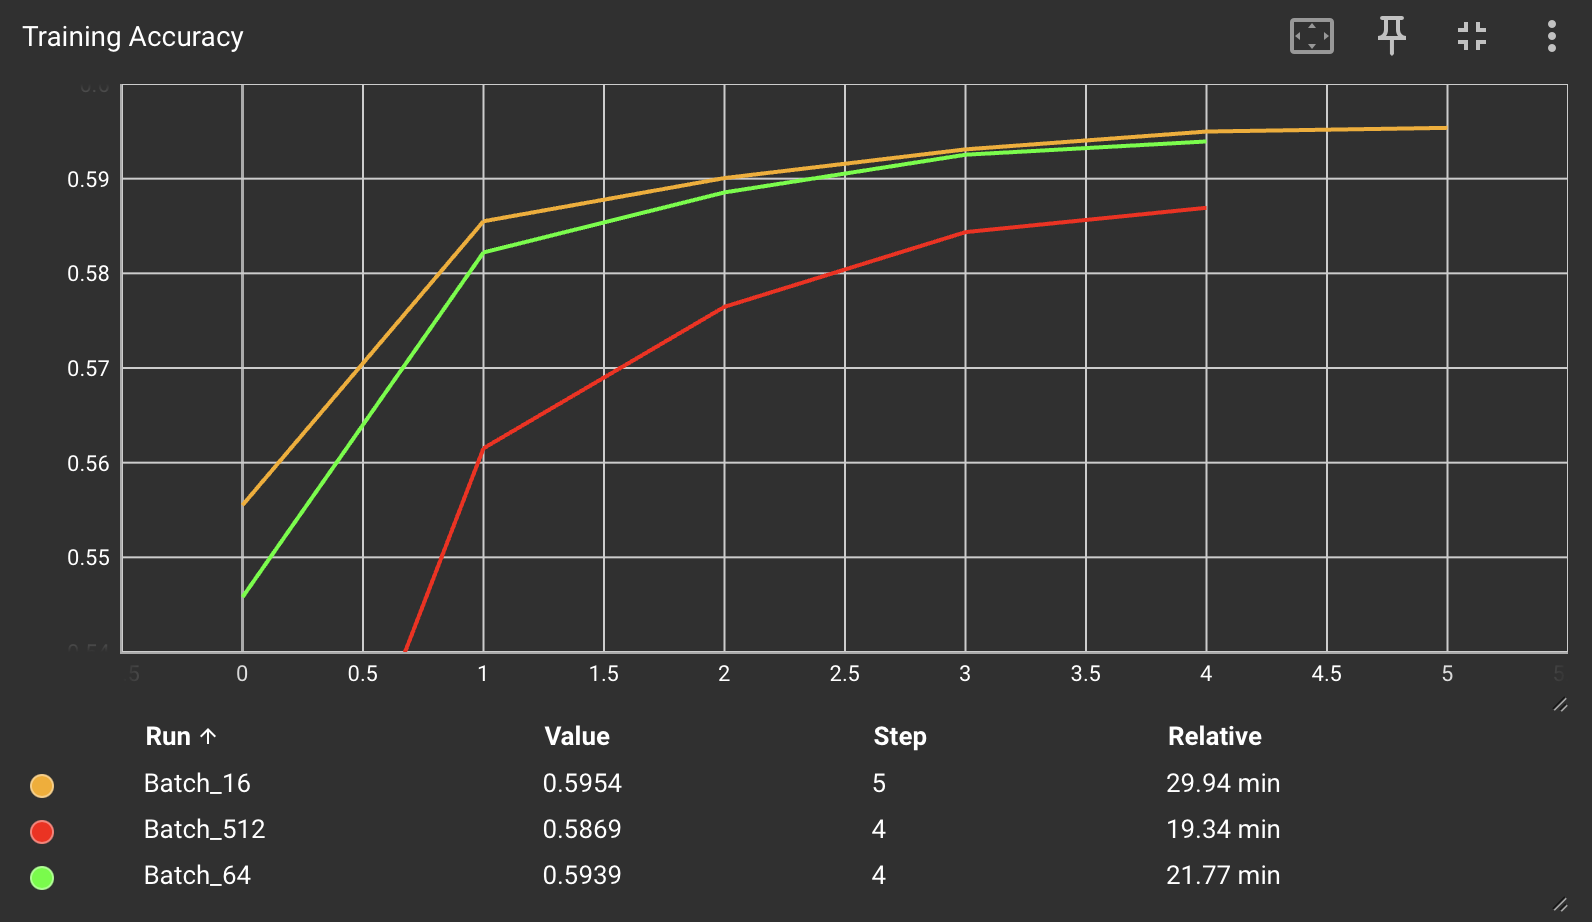 Training Accuracy
0.59
0.58
0.57
0.56
0.55
0 0.5 1 1.5 2 2.5 3 3.5 4 4.5 5
Run ↑ Value Step Relative
Batch_16 0.5954 5 29.94 min
Batch_512 0.5869 4 19.34 min
Batch_64 0.5939 4 21.77 min